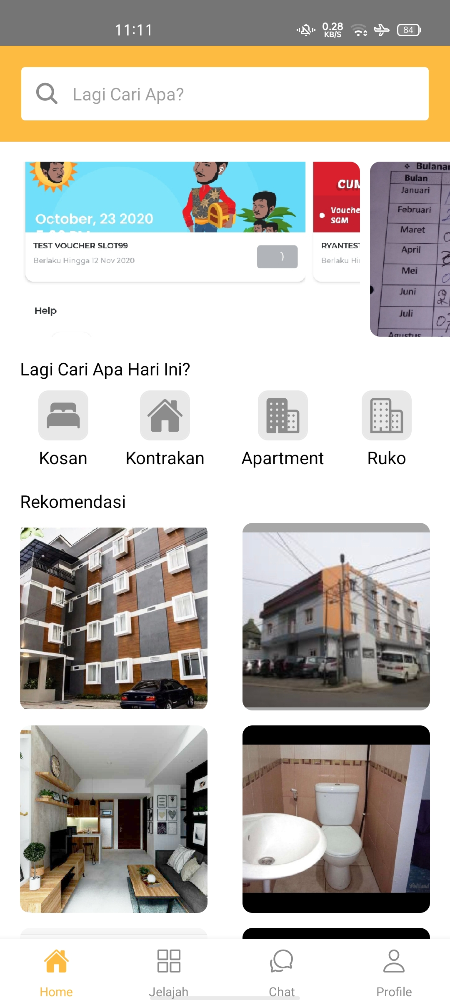 11:11
0.28
KB/S
84
Lagi Cari Apa?
October, 23 2020
TEST VOUCHER SLOT99
Berlaku Hingga 12 Nov 2020
CUM
Vouche
SGM
RYANTEST
Berlaku Hi
Help
Bulanan
Bulan
Januari
Februari
Maret
April
Mei
Juni
Juli
Agustus
Lagi Cari Apa Hari Ini?
Kosan
Kontrakan
Apartment
Ruko
Rekomendasi
Home
Jelajah
Chat
Profile